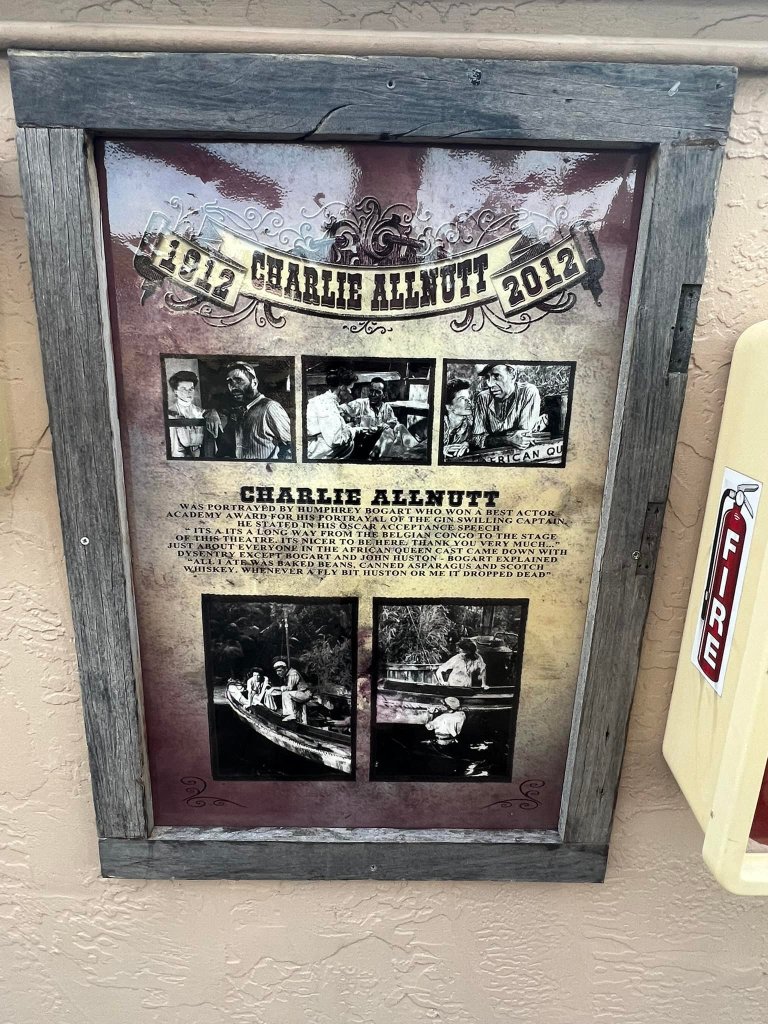 1912 CHARLIE ALLNUTT 2012
RICAN QU
CHARLIE ALLNUTT
WAS PORTRAYED BY HUMPHREY BOGART WHO WON A BEST ACTOR
ACADEMY AWARD FOR HIS PORTRAYAL OF THE GIN SWILLING CAPTAIN.
HE STATED IN HIS OSCAR ACCEPTANCE SPEECH
" ITS A ITS A LONG WAY FROM THE BELGIAN CONGO TO THE STAGE
OF THIS THEATRE. ITS NICER TO BE HERE. THANK YOU VERY MUCH..."
JUST ABOUT EVERYONE IN THE AFRICAN QUEEN CAST CAME DOWN WITH
DYSENTRY EXCEPT BOGART AND JOHN HUSTON - BOGART EXPLAINED
"ALL I ATE WAS BAKED BEANS, CANNED ASPARAGUS AND SCOTCH
WHISKEY. WHENEVER A FLY BIT HUSTON OR ME IT DROPPED DEAD"
FIRE